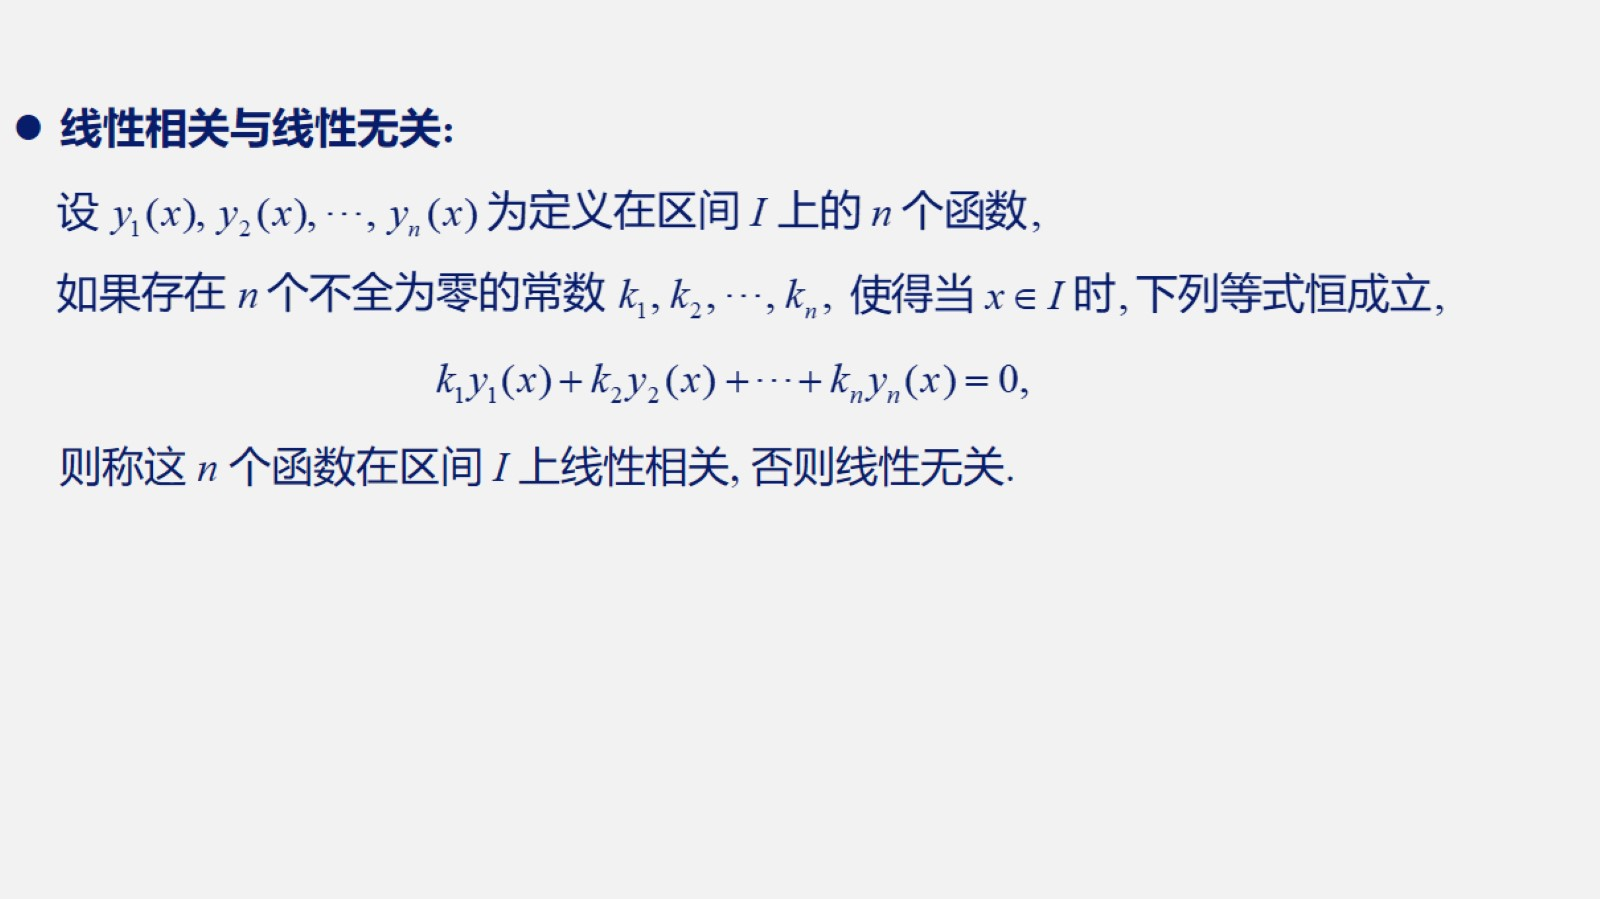 ● 线性相关与线性无关:
设 y₁(x), y₂(x), ⋯, yₙ(x) 为定义在区间 I 上的 n 个函数,
如果存在 n 个不全为零的常数 k₁, k₂, ⋯, kₙ, 使得当 x ∈ I 时, 下列等式恒成立,
k₁y₁(x) + k₂y₂(x) + ⋯ + kₙyₙ(x) = 0,
则称这 n 个函数在区间 I 上线性相关, 否则线性无关.